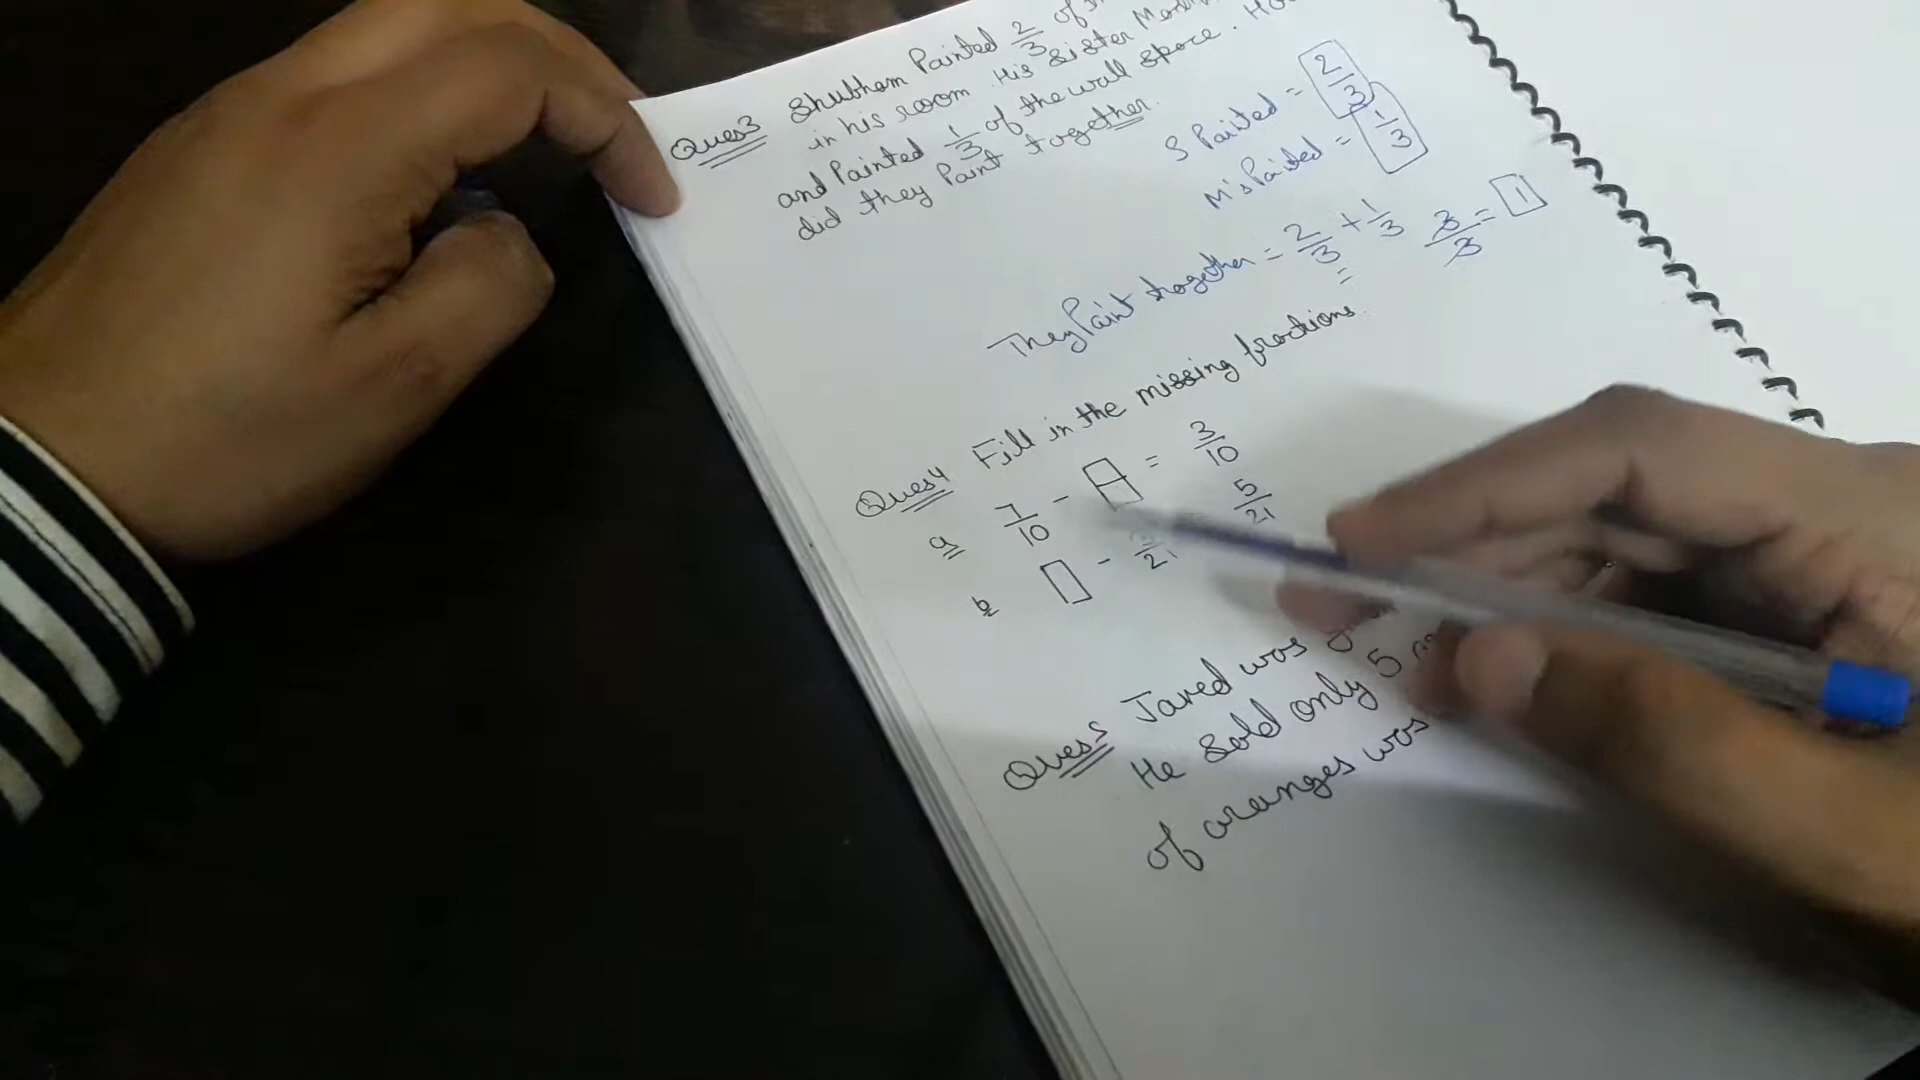 Ques3 Shubham Painted 2/3 of
in his room. His sister
and Painted 1/3 of the wall space.
did they Paint together.
S Painted = 2/3
M's Painted = 1/3
They Paint together = 2/3 + 1/3 3/3 = 1
=
Ques4 Fill in the missing fractions.
a 7/10 - □ = 3/10
b □ - /21 5/21
Ques5 Jared was
He sold only 5
of oranges was